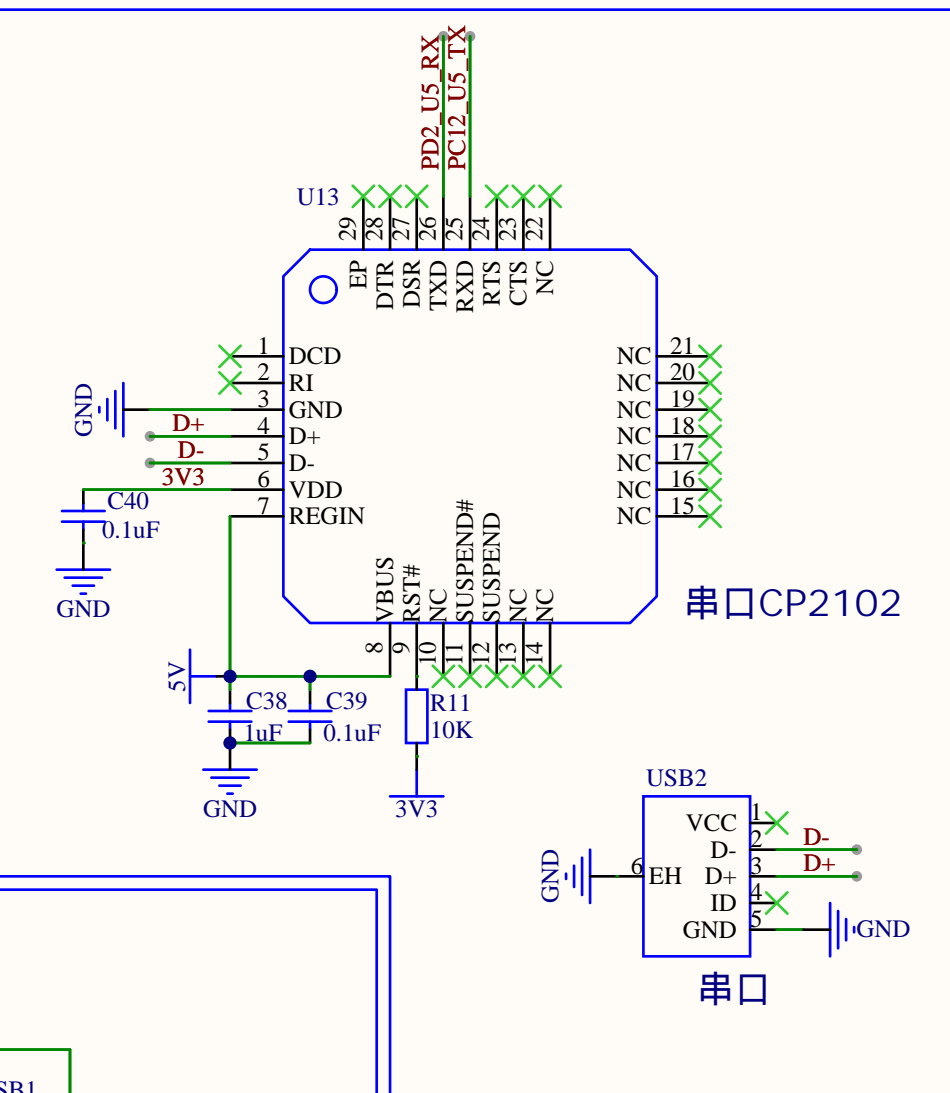 PD2_U5_RX
PC12_U5_TX
U13
29
28
27
26
25
24
23
22
EP
DTR
DSR
TXD
RXD
RTS
CTS
NC
1 DCD
2 RI
GND 3 GND
D+ 4 D+
D- 5 D-
3V3 6 VDD
7 REGIN
C40
0.1uF
GND
NC 21
NC 20
NC 19
NC 18
NC 17
NC 16
NC 15
VBUS
RST#
NC
SUSPEND#
SUSPEND
NC
NC
8
9
10
11
12
13
14
串口CP2102
5V
C38
1uF
C39
0.1uF
GND
R11
10K
3V3
USB2
VCC 1
D- 2 D-
GND 6 EH D+ 3 D+
ID 4
GND 5 GND
串口
SB1